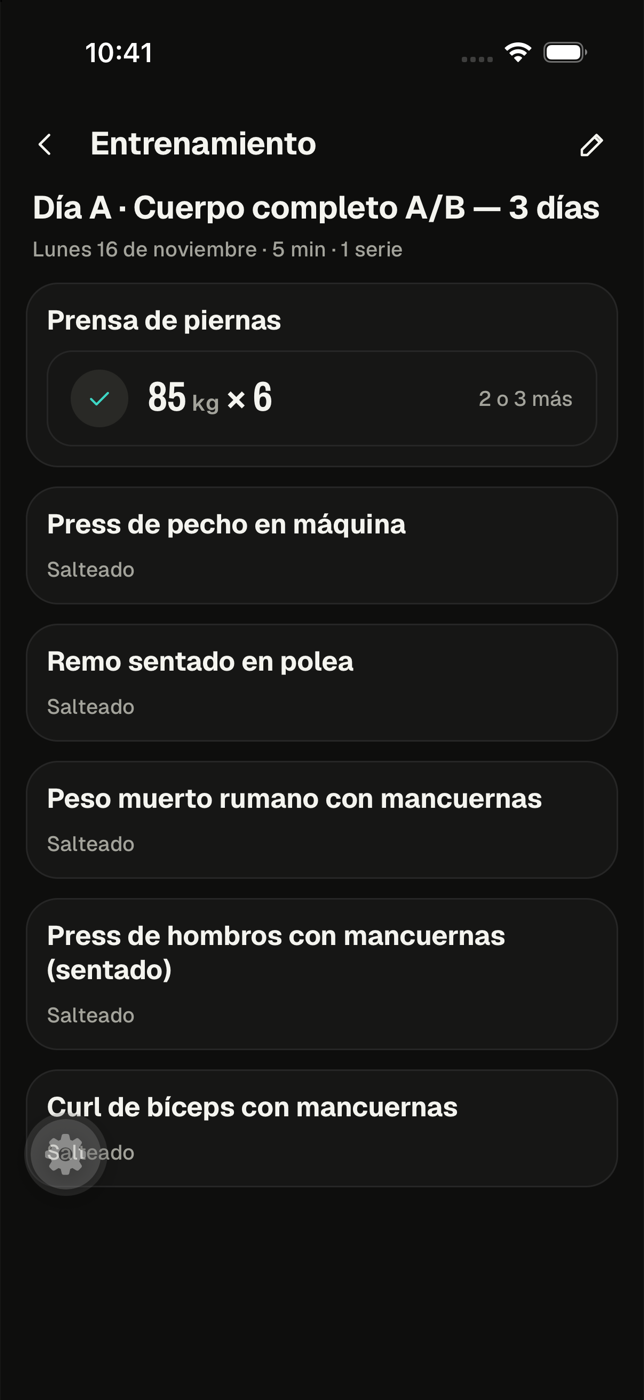 10:41
Entrenamiento
Día A · Cuerpo completo A/B — 3 días
Lunes 16 de noviembre · 5 min · 1 serie
Prensa de piernas
85 kg × 6
2 o 3 más
Press de pecho en máquina
Salteado
Remo sentado en polea
Salteado
Peso muerto rumano con mancuernas
Salteado
Press de hombros con mancuernas
(sentado)
Salteado
Curl de bíceps con mancuernas
Salteado